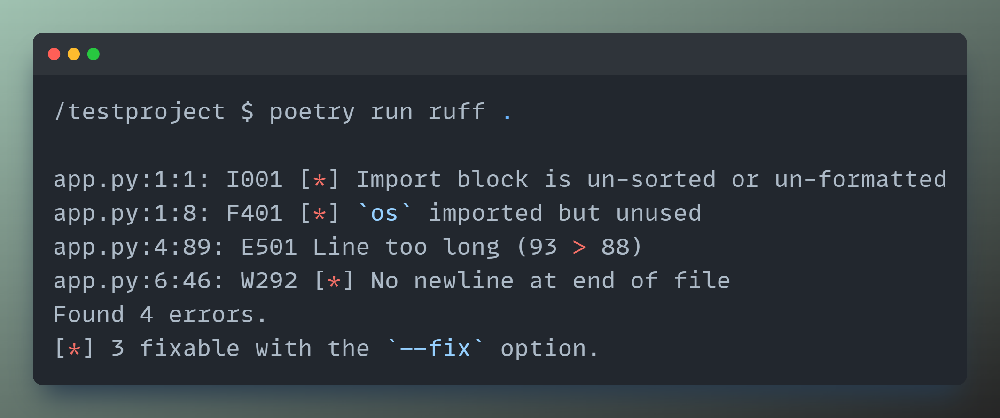 /testproject $ poetry run ruff .
app.py:1:1: I001 [*] Import block is un-sorted or un-formatted
app.py:1:8: F401 [*] `os` imported but unused
app.py:4:89: E501 Line too long (93 > 88)
app.py:6:46: W292 [*] No newline at end of file
Found 4 errors.
[*] 3 fixable with the `--fix` option.